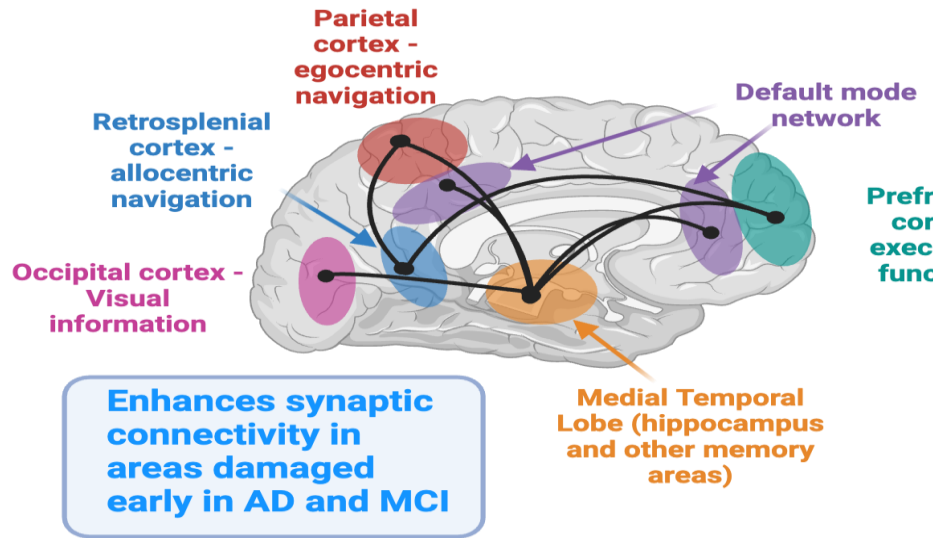 Parietal
cortex -
egocentric
navigation
Default mode
network
Retrosplenial
cortex -
allocentric
navigation
Occipital cortex -
Visual
information
Medial Temporal
Lobe (hippocampus
and other memory
areas)
Enhances synaptic
connectivity in
areas damaged
early in AD and MCI